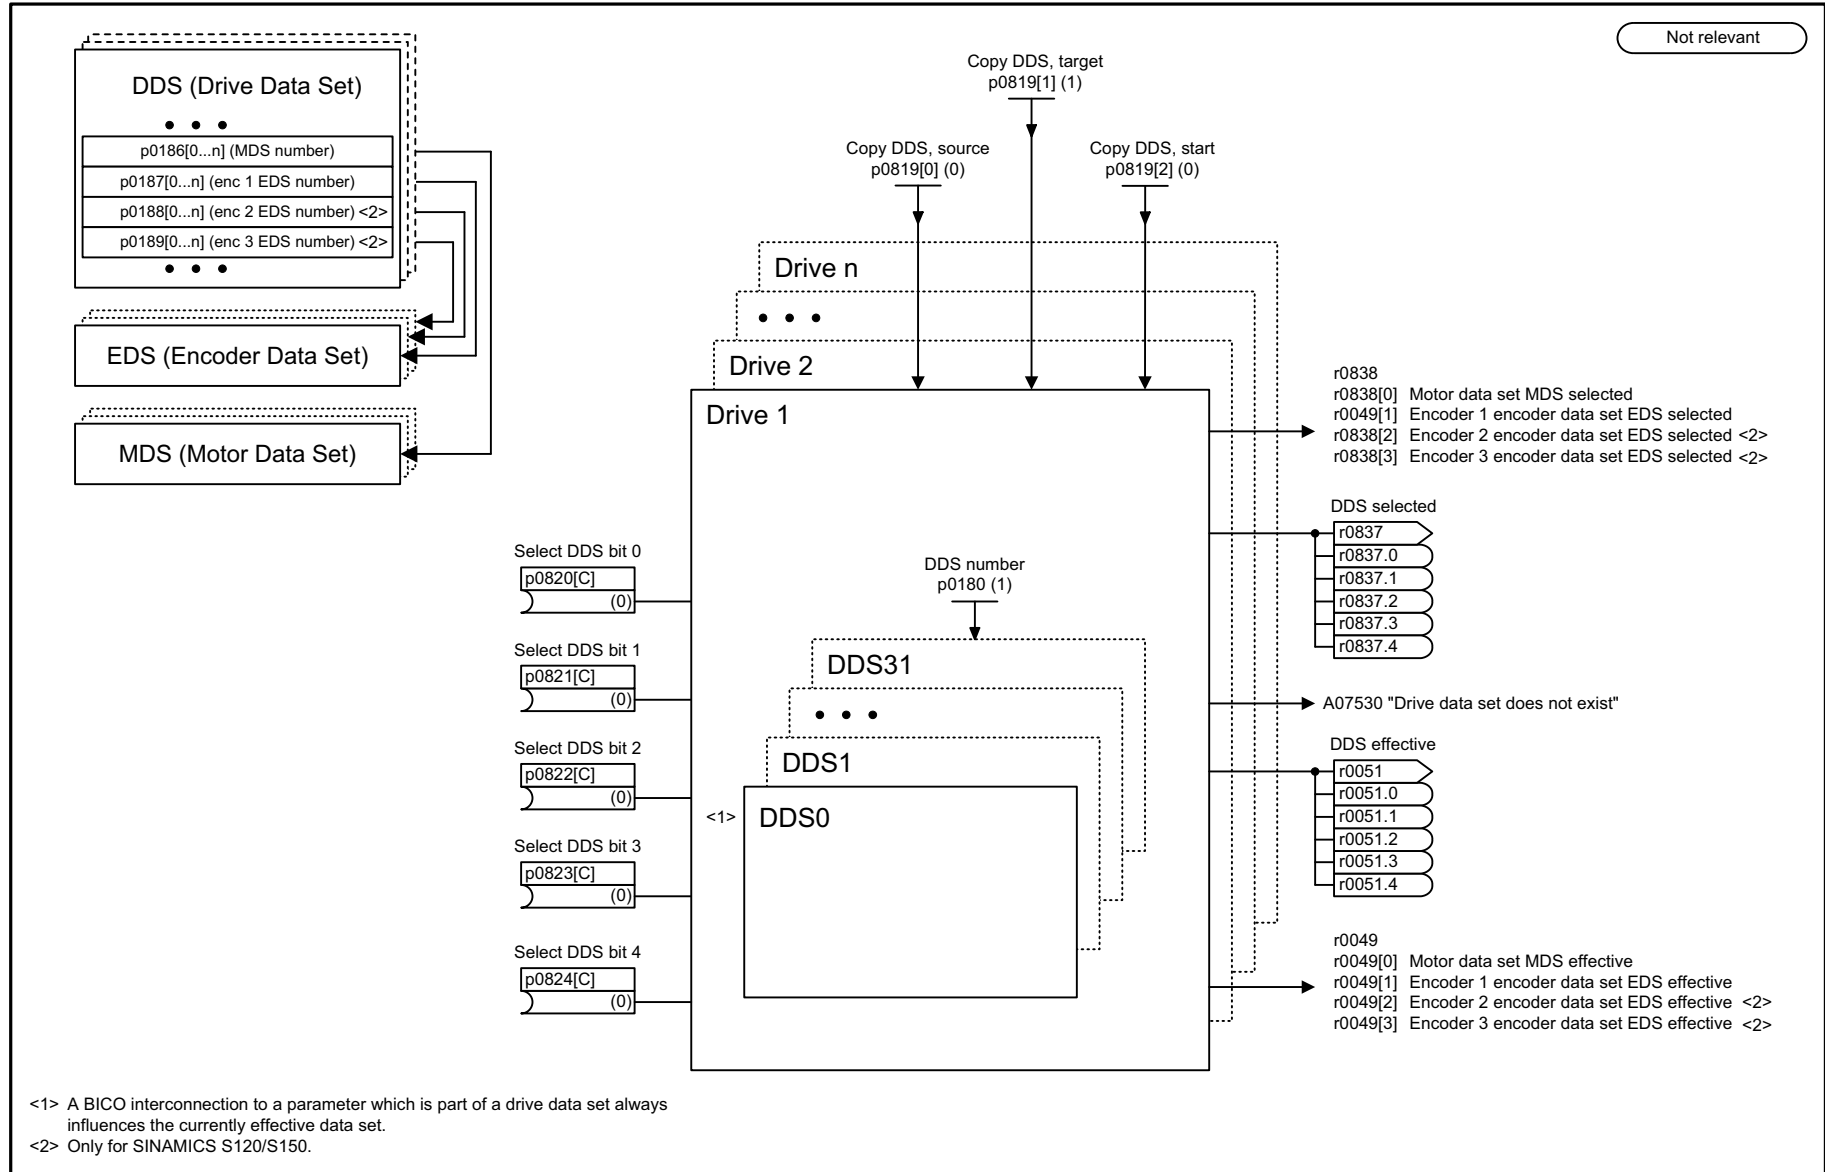 Not relevant
DDS (Drive Data Set)
p0186[0...n] (MDS number)
p0187[0...n] (enc 1 EDS number)
p0188[0...n] (enc 2 EDS number) <2>
p0189[0...n] (enc 3 EDS number) <2>
EDS (Encoder Data Set)
MDS (Motor Data Set)
Copy DDS, target
p0819[1] (1)
Copy DDS, source
p0819[0] (0)
Copy DDS, start
p0819[2] (0)
Drive n
Drive 2
Drive 1
Select DDS bit 0
p0820[C]
(0)
Select DDS bit 1
p0821[C]
(0)
Select DDS bit 2
p0822[C]
(0)
Select DDS bit 3
p0823[C]
(0)
Select DDS bit 4
p0824[C]
(0)
DDS number
p0180 (1)
DDS31
DDS1
<1>
DDS0
r0838
r0838[0] Motor data set MDS selected
r0049[1] Encoder 1 encoder data set EDS selected
r0838[2] Encoder 2 encoder data set EDS selected <2>
r0838[3] Encoder 3 encoder data set EDS selected <2>
DDS selected
r0837
r0837.0
r0837.1
r0837.2
r0837.3
r0837.4
A07530 "Drive data set does not exist"
DDS effective
r0051
r0051.0
r0051.1
r0051.2
r0051.3
r0051.4
r0049
r0049[0] Motor data set MDS effective
r0049[1] Encoder 1 encoder data set EDS effective
r0049[2] Encoder 2 encoder data set EDS effective <2>
r0049[3] Encoder 3 encoder data set EDS effective <2>
<1> A BICO interconnection to a parameter which is part of a drive data set always
influences the currently effective data set.
<2> Only for SINAMICS S120/S150.